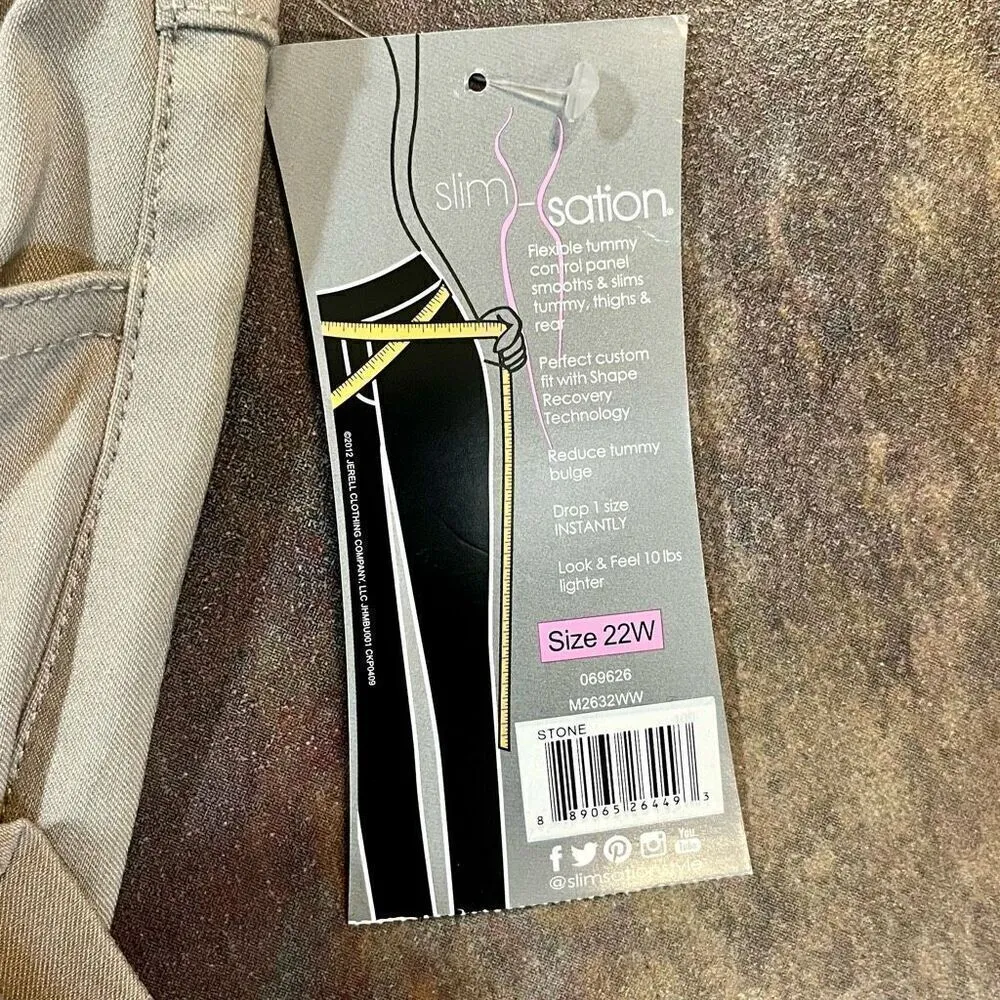 slim-sation®
Flexible tummy
control panel
smooths & slims
tummy, thighs &
rear
Perfect custom
fit with Shape
Recovery
Technology
Reduce tummy
bulge
Drop 1 size
INSTANTLY
Look & Feel 10 lbs
lighter
Size 22W
069626
M2632WW
STONE
8 89065 26449 3
You
Tube
@slimsationstyle
©2012 JERELL CLOTHING COMPANY, LLC JHMBU001 CKP0409